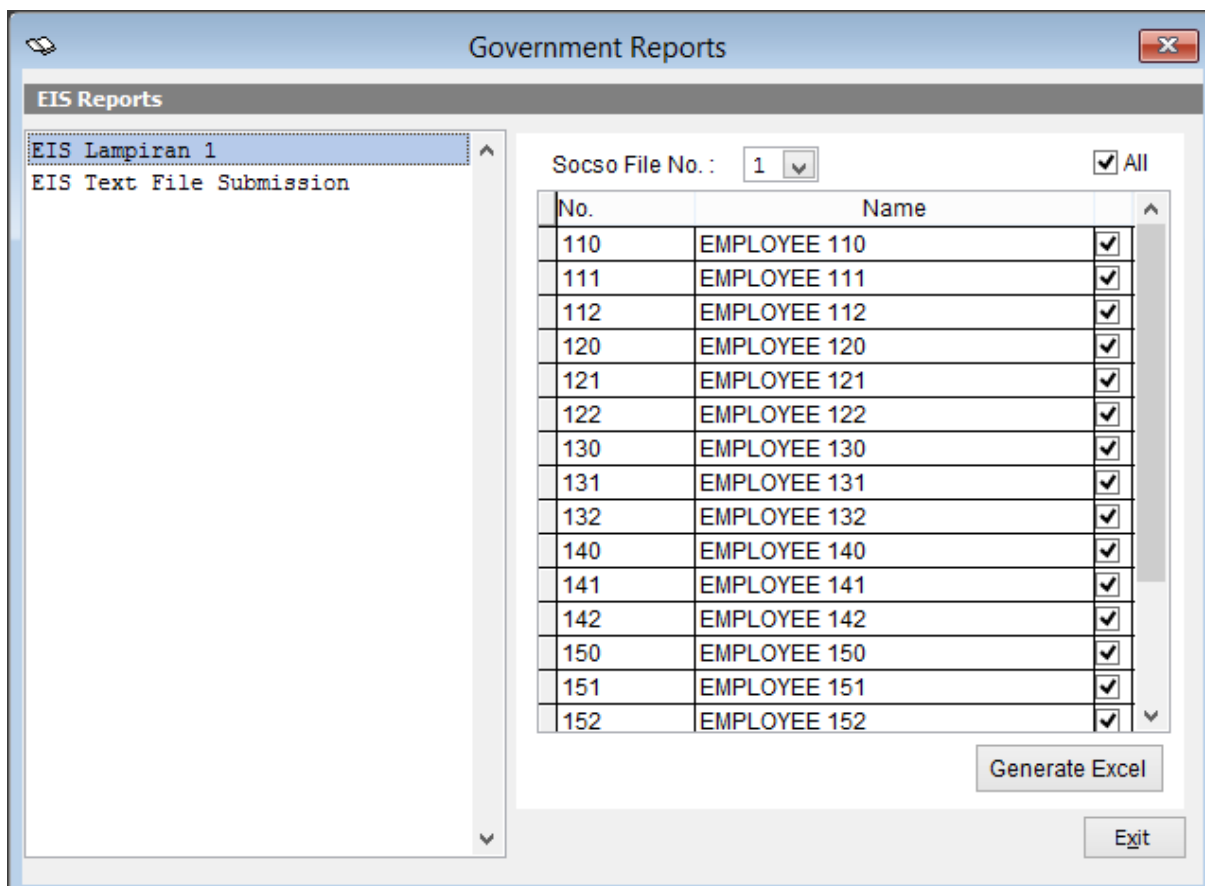 Government Reports
EIS Reports
EIS Lampiran 1
EIS Text File Submission
Socso File No. : 1 All
No. Name
110 EMPLOYEE 110
111 EMPLOYEE 111
112 EMPLOYEE 112
120 EMPLOYEE 120
121 EMPLOYEE 121
122 EMPLOYEE 122
130 EMPLOYEE 130
131 EMPLOYEE 131
132 EMPLOYEE 132
140 EMPLOYEE 140
141 EMPLOYEE 141
142 EMPLOYEE 142
150 EMPLOYEE 150
151 EMPLOYEE 151
152 EMPLOYEE 152
Generate Excel
Exit